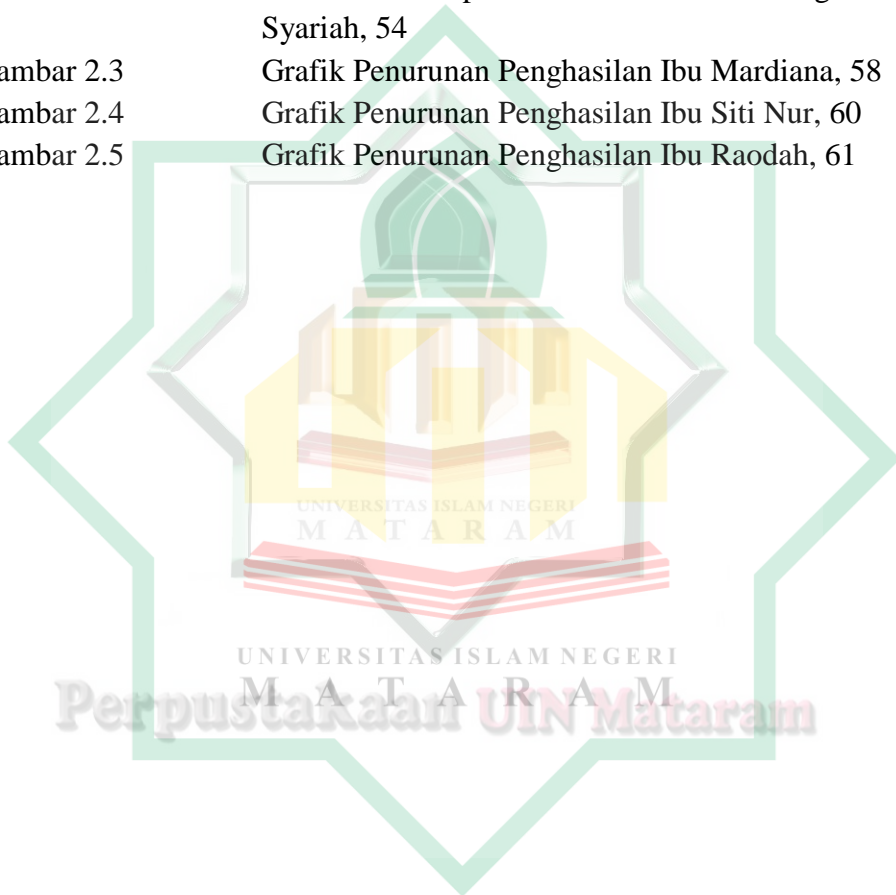 Syariah, 54
ambar 2.3 Grafik Penurunan Penghasilan Ibu Mardiana, 58
ambar 2.4 Grafik Penurunan Penghasilan Ibu Siti Nur, 60
ambar 2.5 Grafik Penurunan Penghasilan Ibu Raodah, 61
UNIVERSITAS ISLAM NEGERI
MATARAM
UNIVERSITAS ISLAM NEGERI
MATARAM
Perpustakaan UIN Mataram